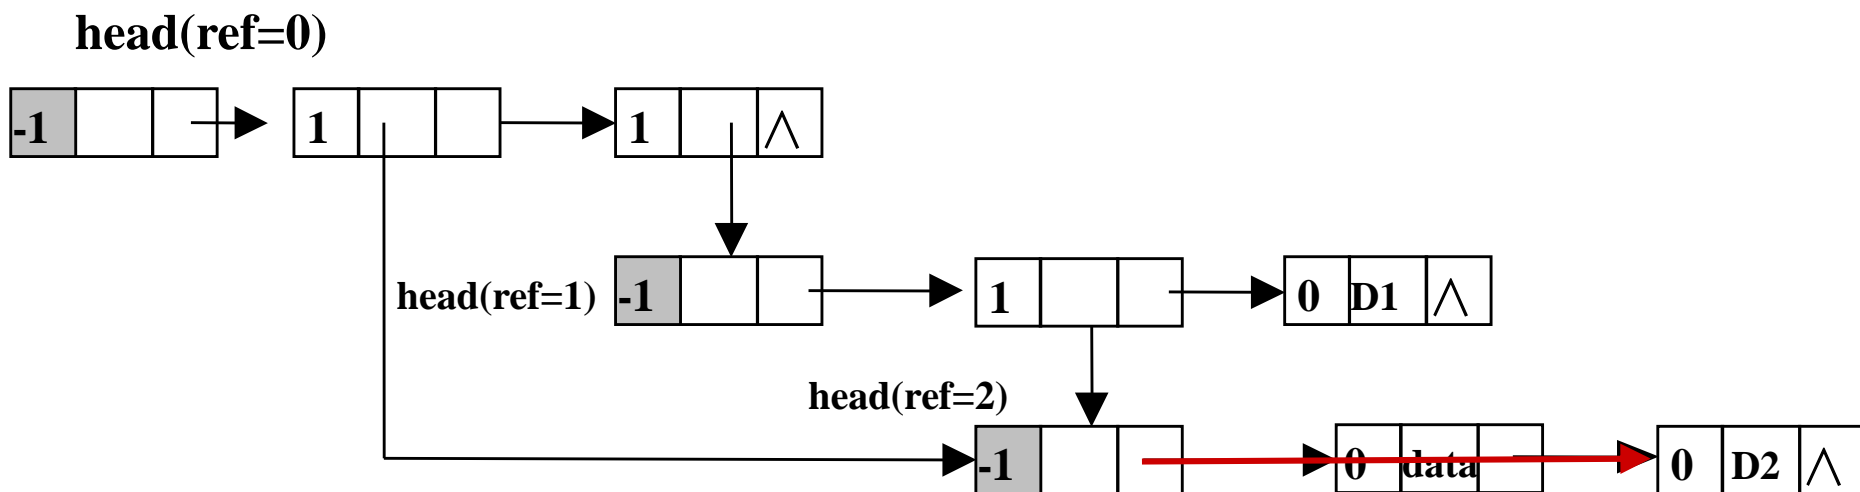 head(ref=0)
-1 1 1 ∧
head(ref=1) -1 1 0 D1 ∧
head(ref=2)
-1 0 data 0 D2 ∧